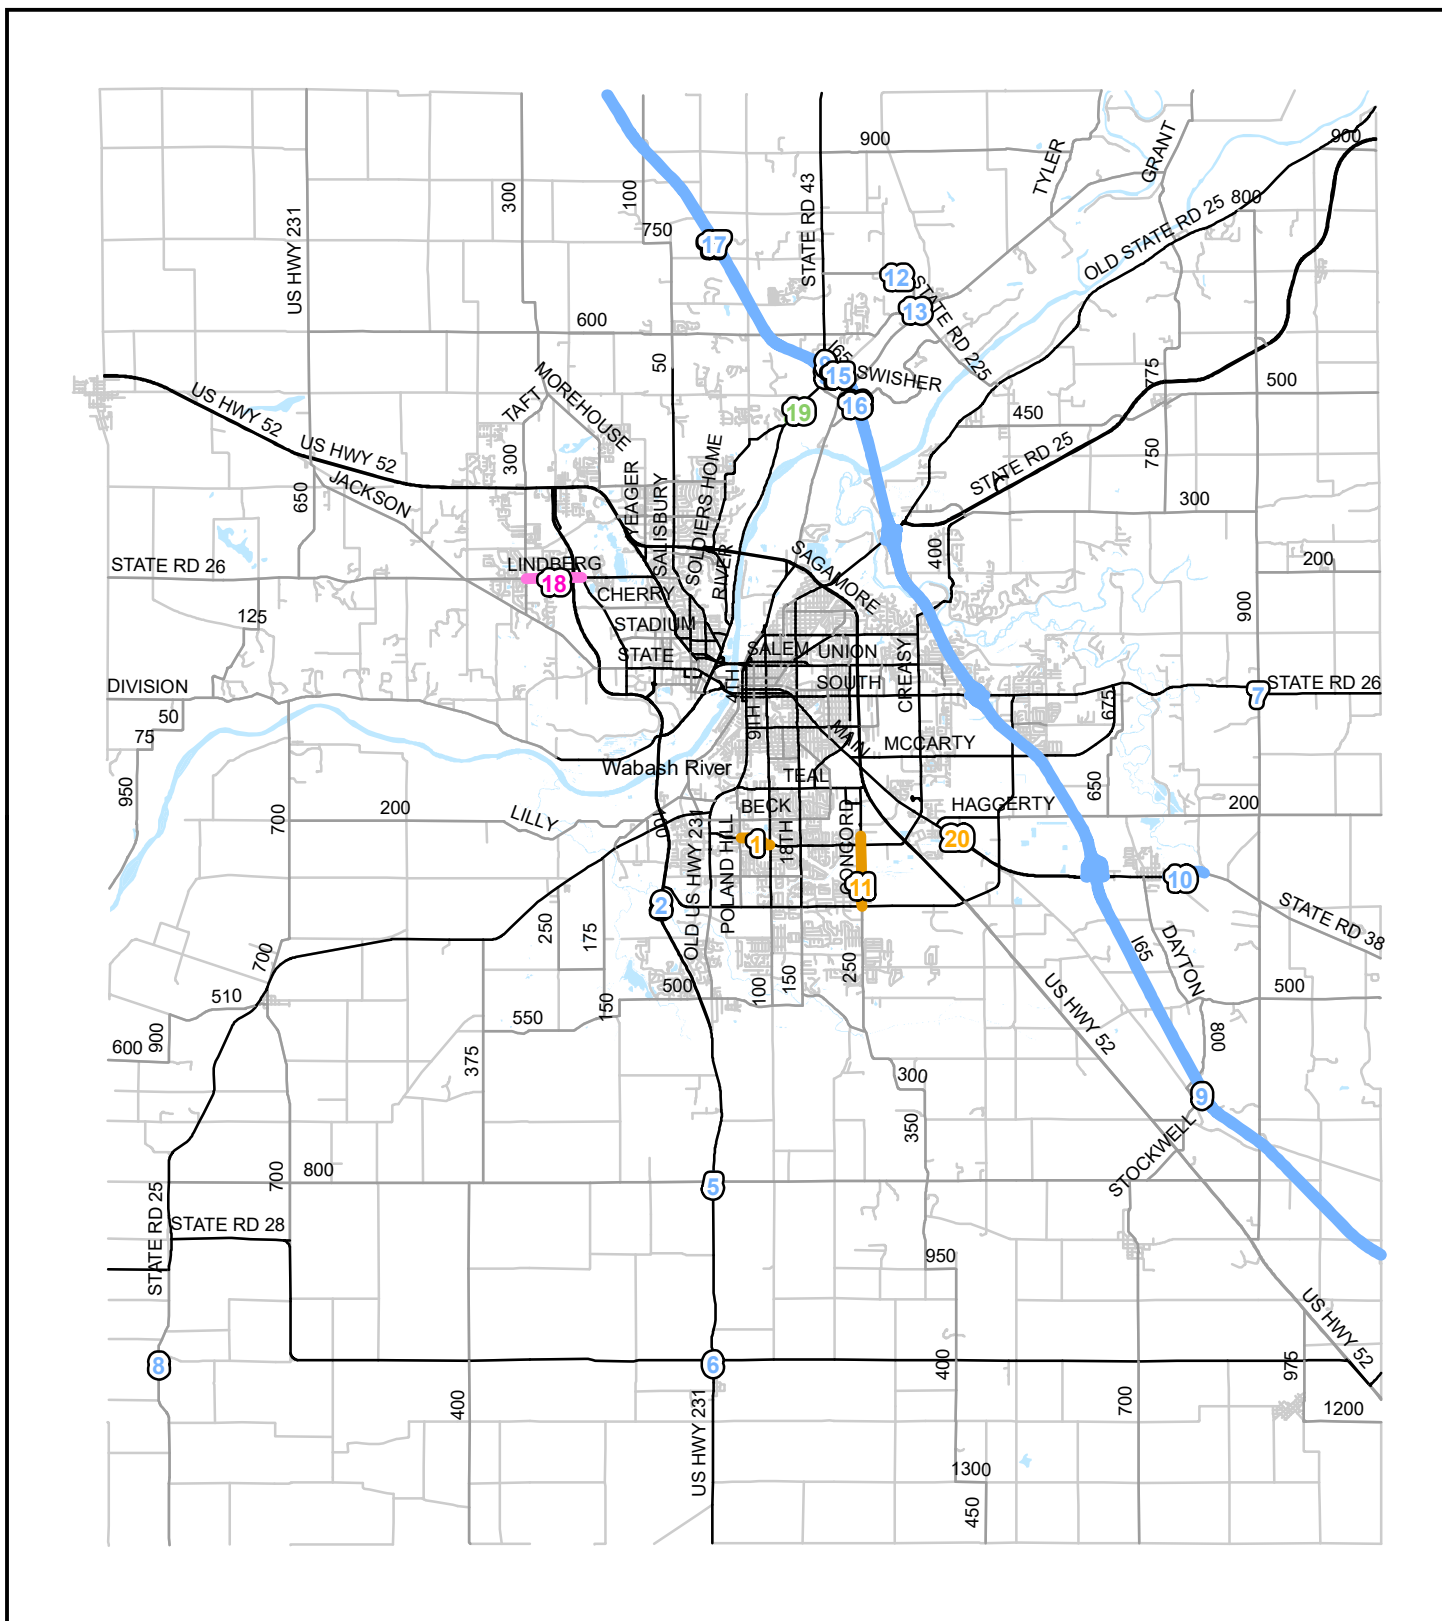 900
900
TYLER
GRANT
300
100
STATE RD 43
US HWY 231
750
17
800
OLD STATE RD 25
12
STATE RD 225
13
600
I65
50
15
SWISHER
775
500
US HWY 52
TAFT
MOREHOUSE
16
19
450
US HWY 52
300
STATE RD 25
750
JACKSON
650
YEAGER
SALISBURY
SOLDIERS HOME
300
400
SAGAMORE
STATE RD 26
LINDBERG
18
RIVER
200
CHERRY
125
STADIUM
900
STATE
SALEM
UNION
DIVISION
4TH
SOUTH
CREASY
675
STATE RD 26
7
50
9TH
75
MAIN
MCCARTY
950
Wabash River
TEAL
650
700
200
LILLY
BECK
HAGGERTY
200
OLD US HWY 231
POLAND HILL
1
18TH
CONCORD
20
11
10
2
250
175
STATE RD 38
700
DAYTON
I65
510
150
500
100
150
250
US HWY 52
500
900
550
600
375
800
300
9
350
STOCKWELL
700
800
5
STATE RD 25
STATE RD 28
950
US HWY 52
8
6
400
975
400
US HWY 231
700
1200
1300
450